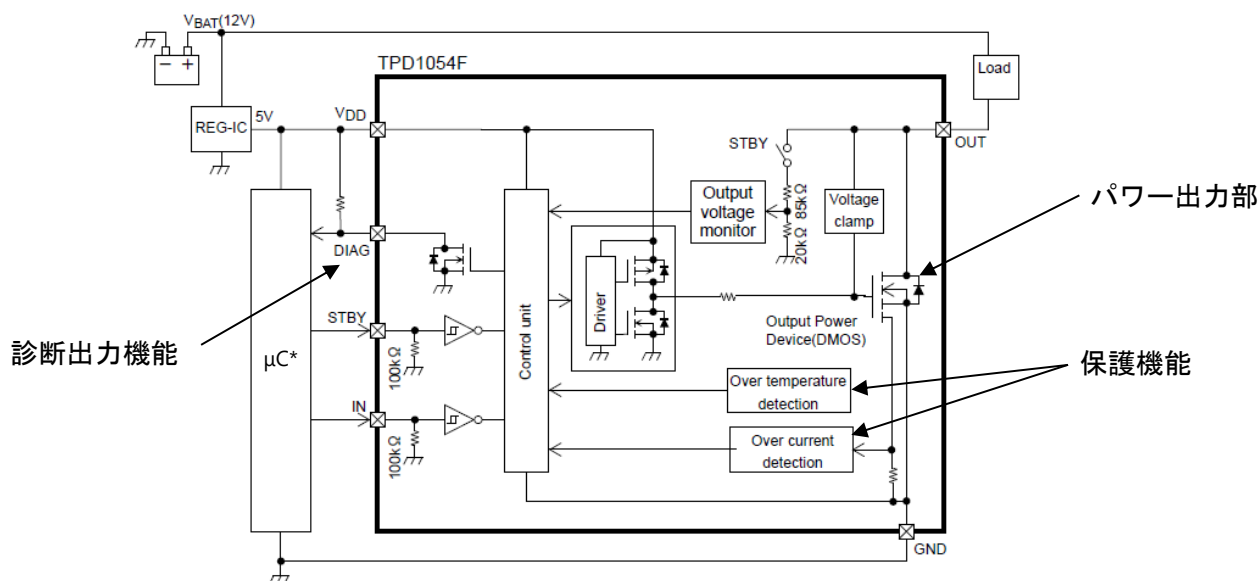 VBAT(12V)
TPD1054F
Load
REG-IC
5V
VDD
STBY
OUT
Output
voltage
monitor
85kΩ
20kΩ
Voltage
clamp
パワー出力部
DIAG
Driver
Control unit
Output Power
Device(DMOS)
診断出力機能
μC*
STBY
100kΩ
Over temperature
detection
保護機能
IN
100kΩ
Over current
detection
GND